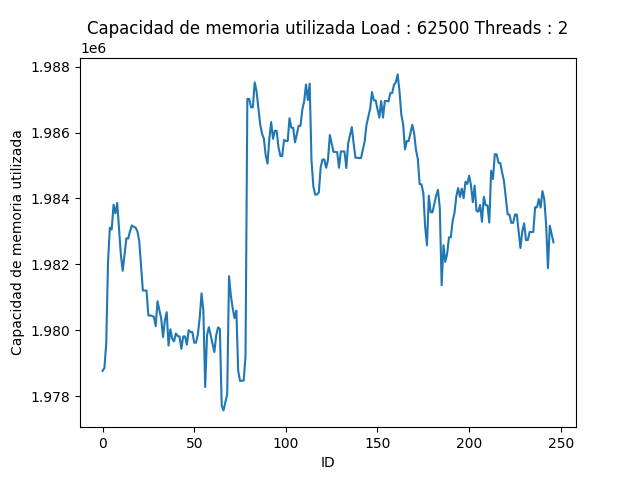 Capacidad de memoria utilizada Load : 62500 Threads : 2
1e6
1.988
1.986
1.984
1.982
1.980
1.978
Capacidad de memoria utilizada
0 50 100 150 200 250
ID